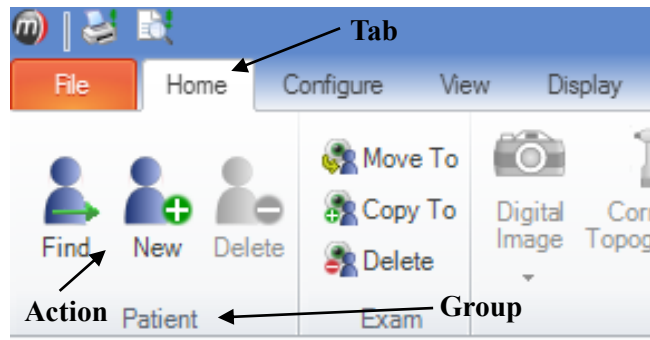 m
Tab
File Home Configure View Display
Move To
Copy To
Delete
Find New Delete
Digital
Image
Action
Patient
Exam
Group